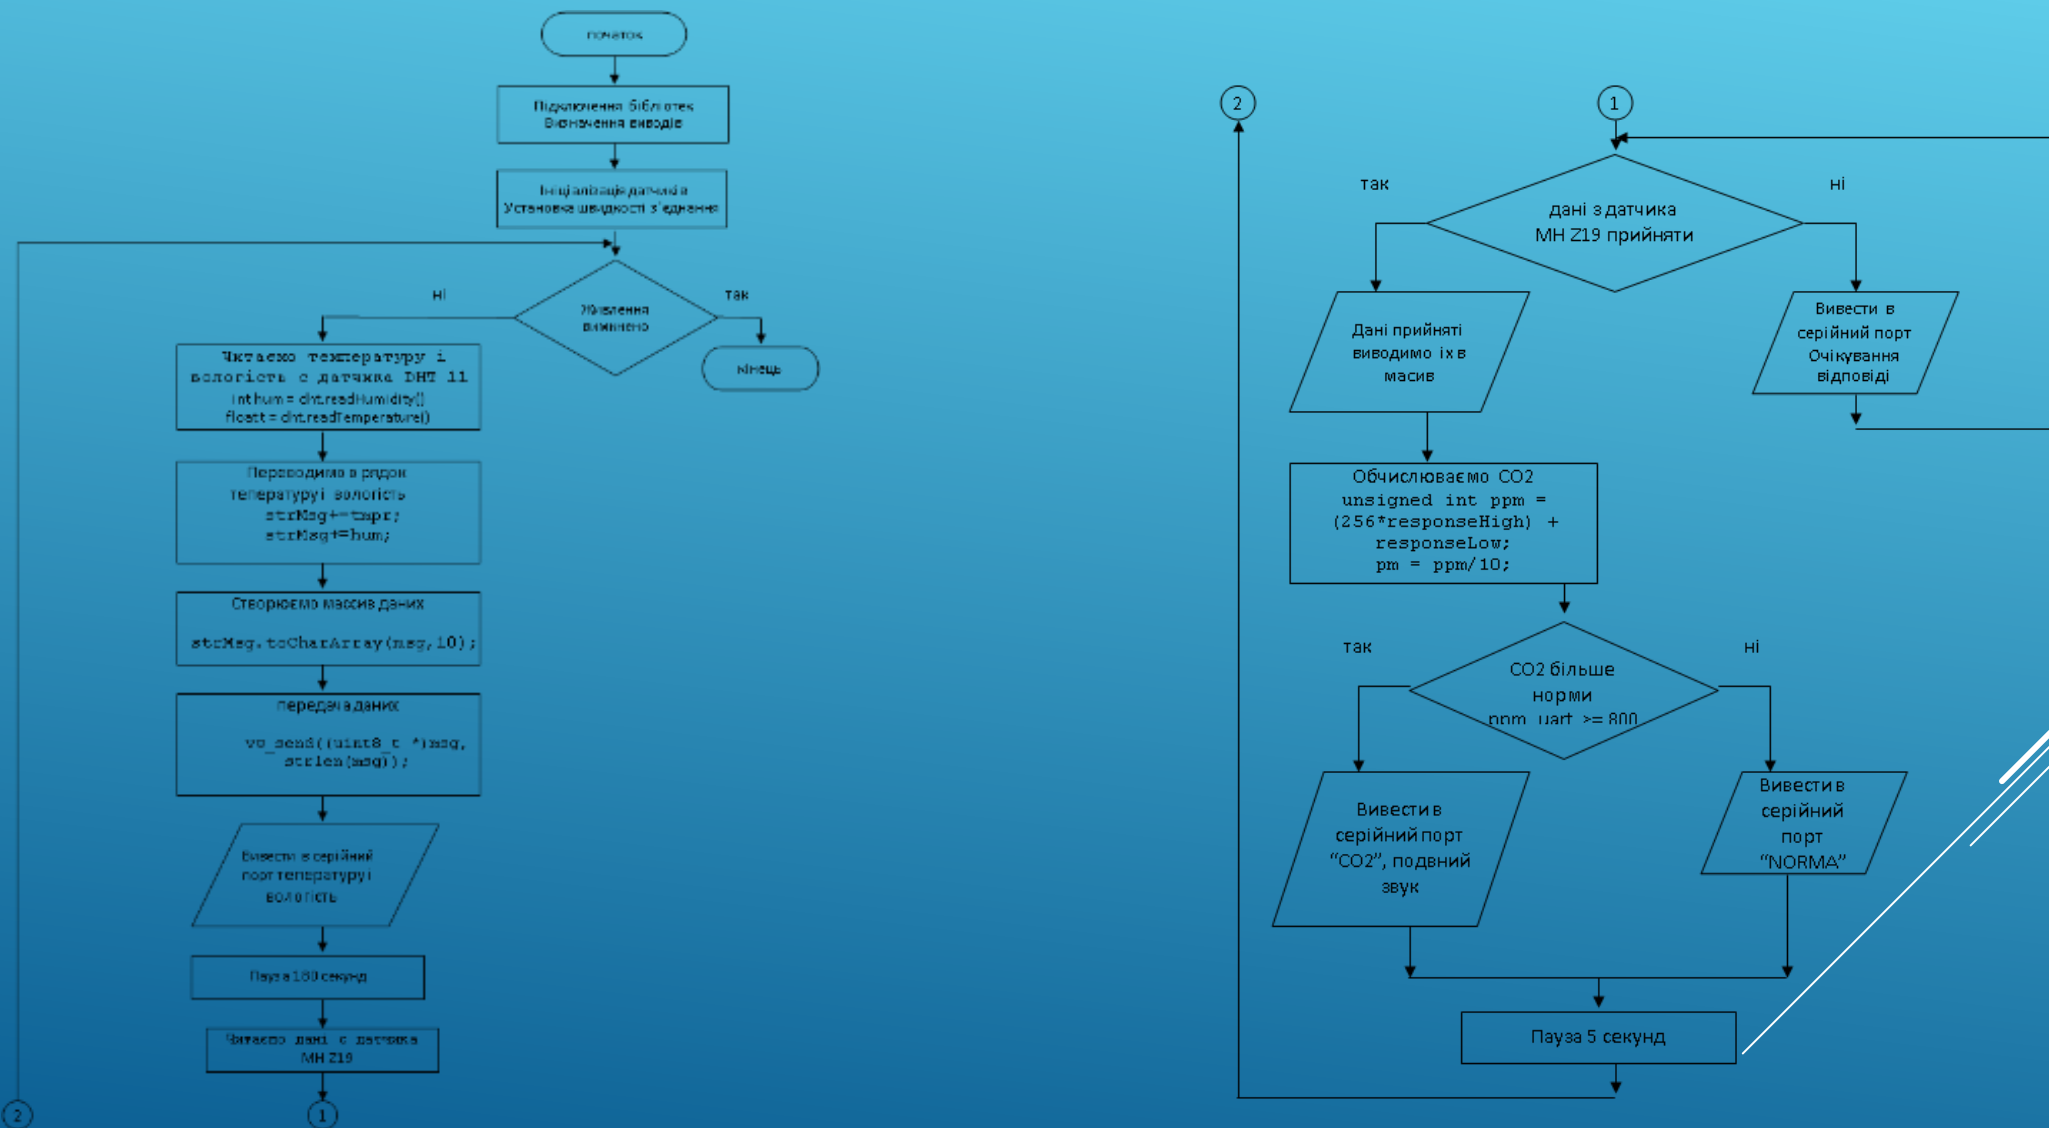 початок
Підключення бібліотек
Визначення виводів
Ініціалізація датчиків
Установка швидкості з'єднання
ні
так
Живлення
вимкнено
кінець
Читаємо температуру і
вологість с датчика DHT 11
int hum = dht.readHumidity()
float t = dht.readTemperature()
Переводимо в рядок
тепературу і вологість
strMsg+=tmpr;
strMsg+=hum;
Створюємо массив даних
strMsg.toCharArray(msg,10);
передача даних
vw_send((uint8_t *)msg,
strlen(msg));
Вивести в серійний
порт тепературу і
вологість
Пауза 180 секунд
Читаємо дані с датчика
MH Z19
2
1
2
1
так
ні
дані з датчика
MH Z19 прийняти
Дані прийняті
виводимо їх в
масив
Вивести в
серійний порт
Очікування
відповіді
Обчислюваємо CO2
unsigned int ppm =
(256*responseHigh) +
responseLow;
pm = ppm/10;
так
ні
CO2 більше
норми
ppm_uart >= 800
Вивести в
серійний порт
“CO2”, подвний
звук
Вивести в
серійний
порт
“NORMA”
Пауза 5 секунд